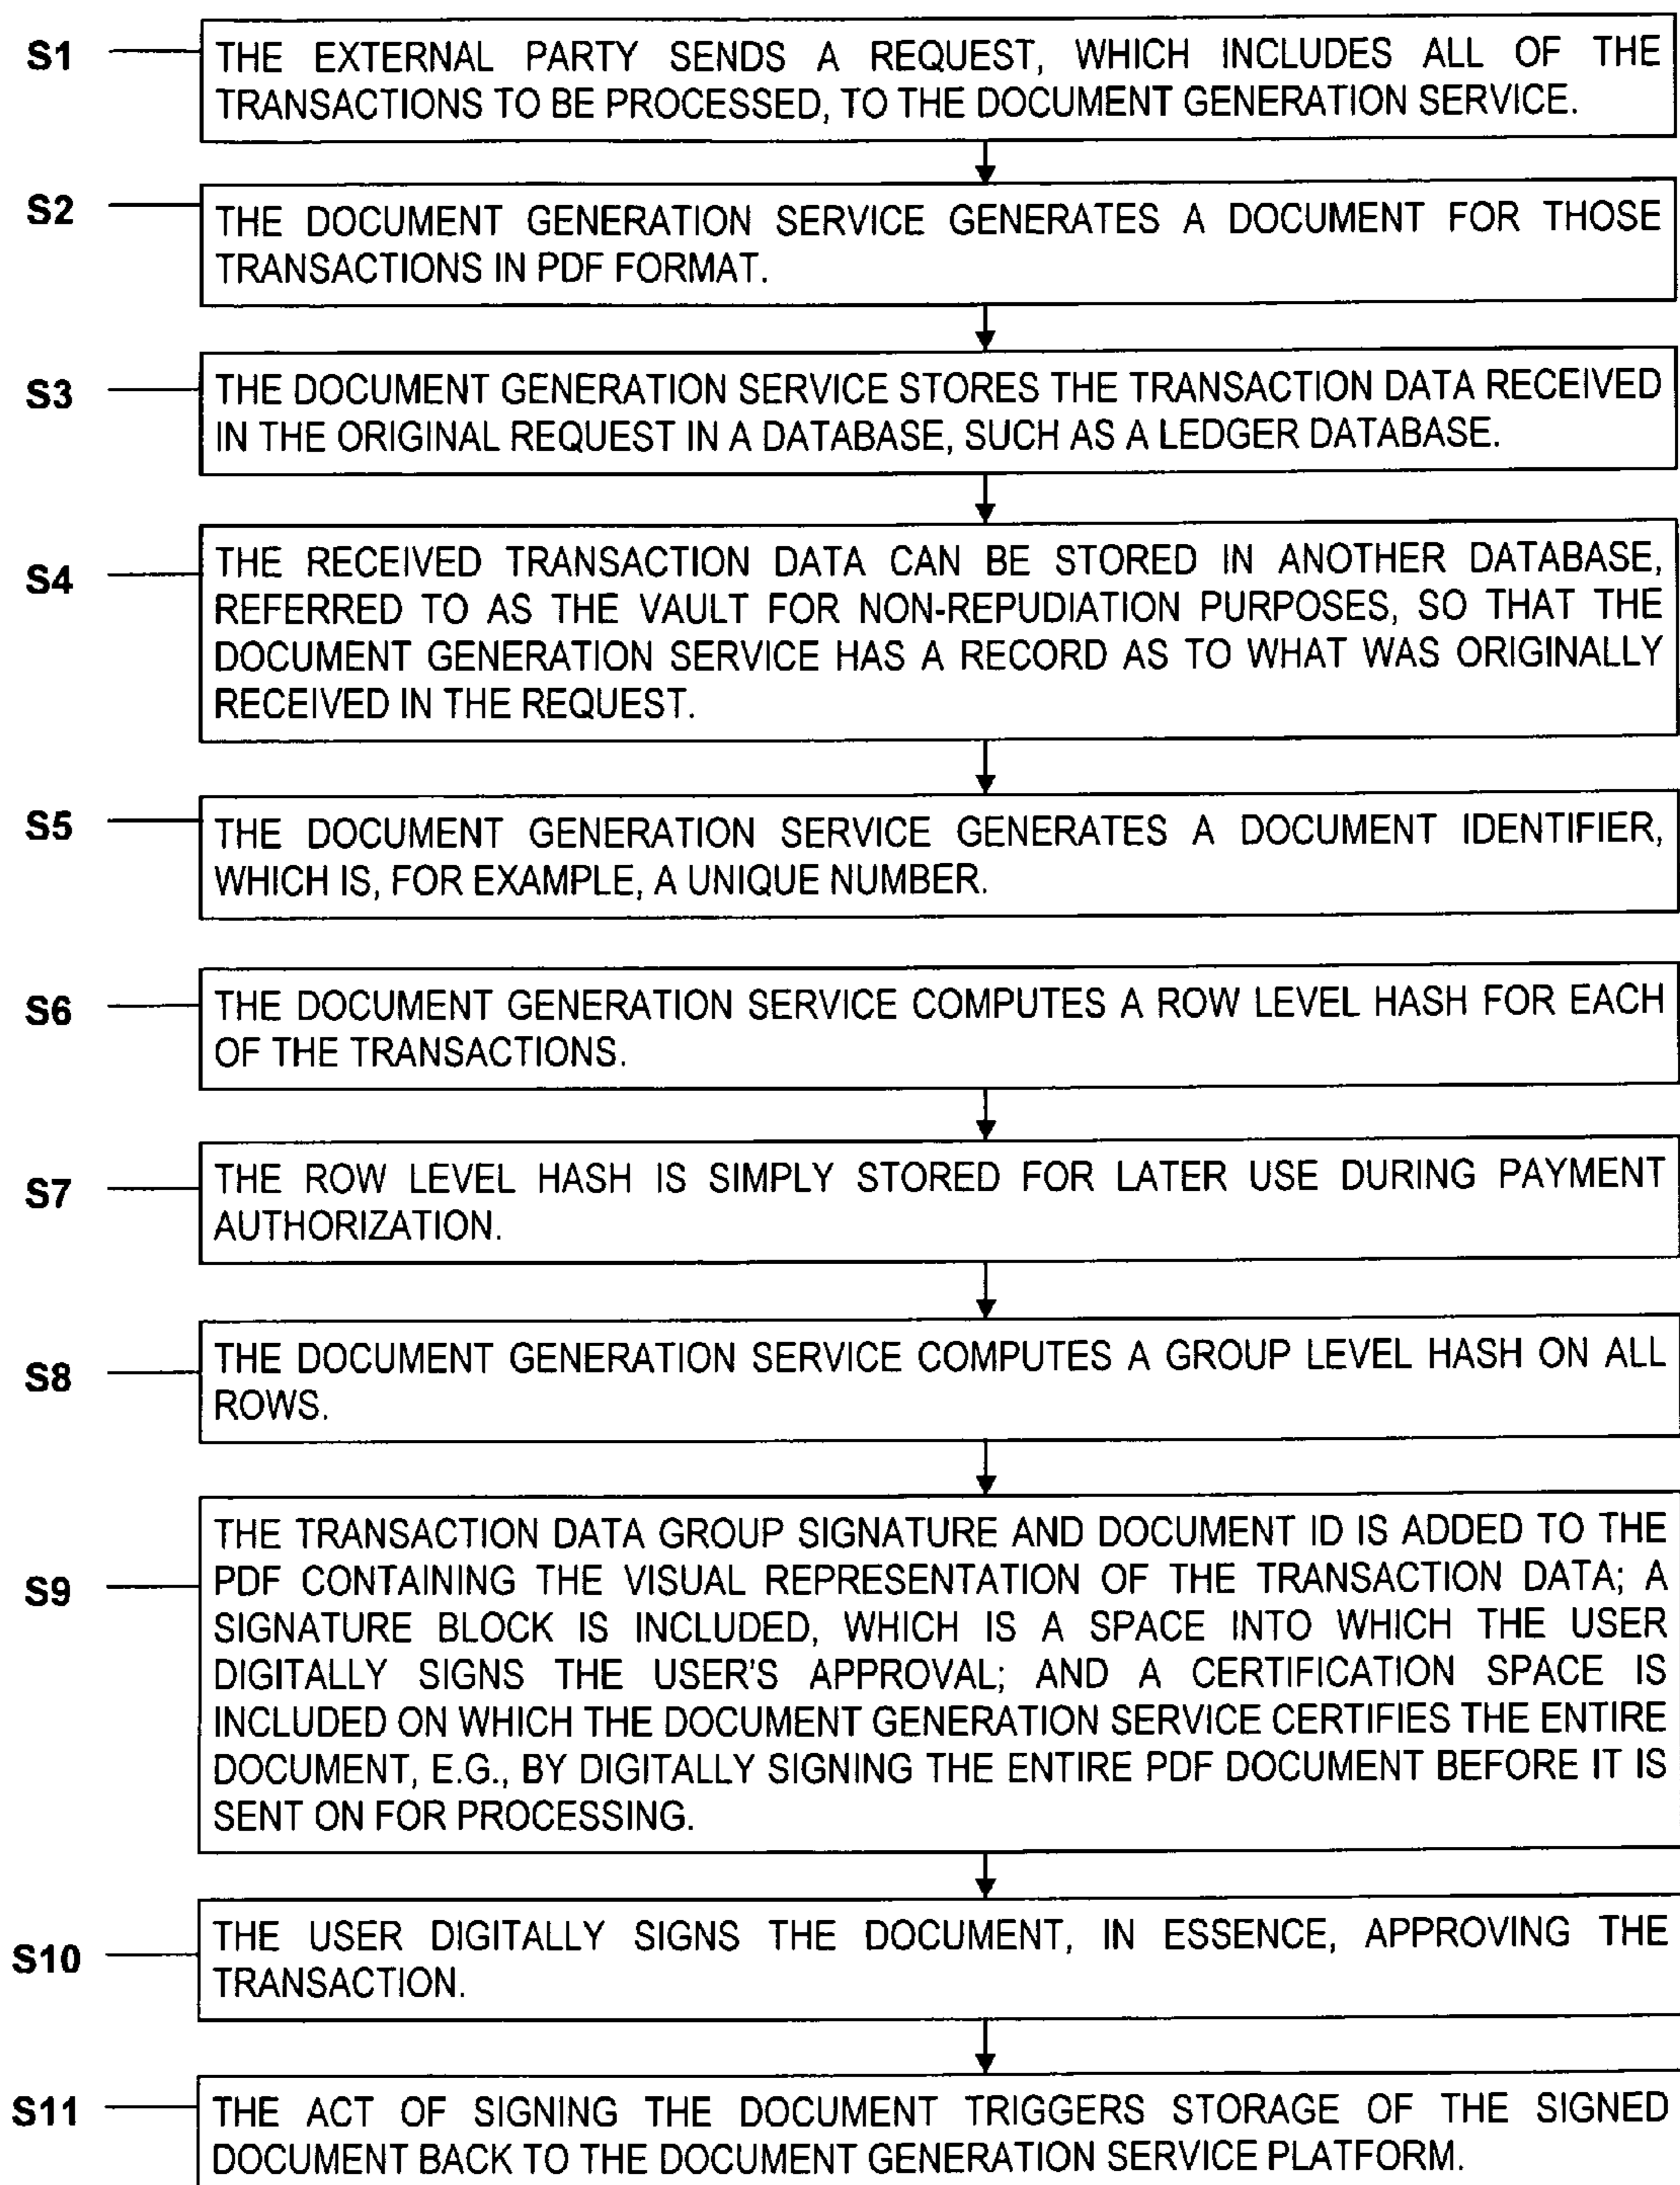 S1
THE EXTERNAL PARTY SENDS A REQUEST, WHICH INCLUDES ALL OF THE
TRANSACTIONS TO BE PROCESSED, TO THE DOCUMENT GENERATION SERVICE.
S2
THE DOCUMENT GENERATION SERVICE GENERATES A DOCUMENT FOR THOSE
TRANSACTIONS IN PDF FORMAT.
S3
THE DOCUMENT GENERATION SERVICE STORES THE TRANSACTION DATA RECEIVED
IN THE ORIGINAL REQUEST IN A DATABASE, SUCH AS A LEDGER DATABASE.
S4
THE RECEIVED TRANSACTION DATA CAN BE STORED IN ANOTHER DATABASE,
REFERRED TO AS THE VAULT FOR NON-REPUDIATION PURPOSES, SO THAT THE
DOCUMENT GENERATION SERVICE HAS A RECORD AS TO WHAT WAS ORIGINALLY
RECEIVED IN THE REQUEST.
S5
THE DOCUMENT GENERATION SERVICE GENERATES A DOCUMENT IDENTIFIER,
WHICH IS, FOR EXAMPLE, A UNIQUE NUMBER.
S6
THE DOCUMENT GENERATION SERVICE COMPUTES A ROW LEVEL HASH FOR EACH
OF THE TRANSACTIONS.
S7
THE ROW LEVEL HASH IS SIMPLY STORED FOR LATER USE DURING PAYMENT
AUTHORIZATION.
S8
THE DOCUMENT GENERATION SERVICE COMPUTES A GROUP LEVEL HASH ON ALL
ROWS.
S9
THE TRANSACTION DATA GROUP SIGNATURE AND DOCUMENT ID IS ADDED TO THE
PDF CONTAINING THE VISUAL REPRESENTATION OF THE TRANSACTION DATA; A
SIGNATURE BLOCK IS INCLUDED, WHICH IS A SPACE INTO WHICH THE USER
DIGITALLY SIGNS THE USER'S APPROVAL; AND A CERTIFICATION SPACE IS
INCLUDED ON WHICH THE DOCUMENT GENERATION SERVICE CERTIFIES THE ENTIRE
DOCUMENT, E.G., BY DIGITALLY SIGNING THE ENTIRE PDF DOCUMENT BEFORE IT IS
SENT ON FOR PROCESSING.
S10
THE USER DIGITALLY SIGNS THE DOCUMENT, IN ESSENCE, APPROVING THE
TRANSACTION.
S11
THE ACT OF SIGNING THE DOCUMENT TRIGGERS STORAGE OF THE SIGNED
DOCUMENT BACK TO THE DOCUMENT GENERATION SERVICE PLATFORM.